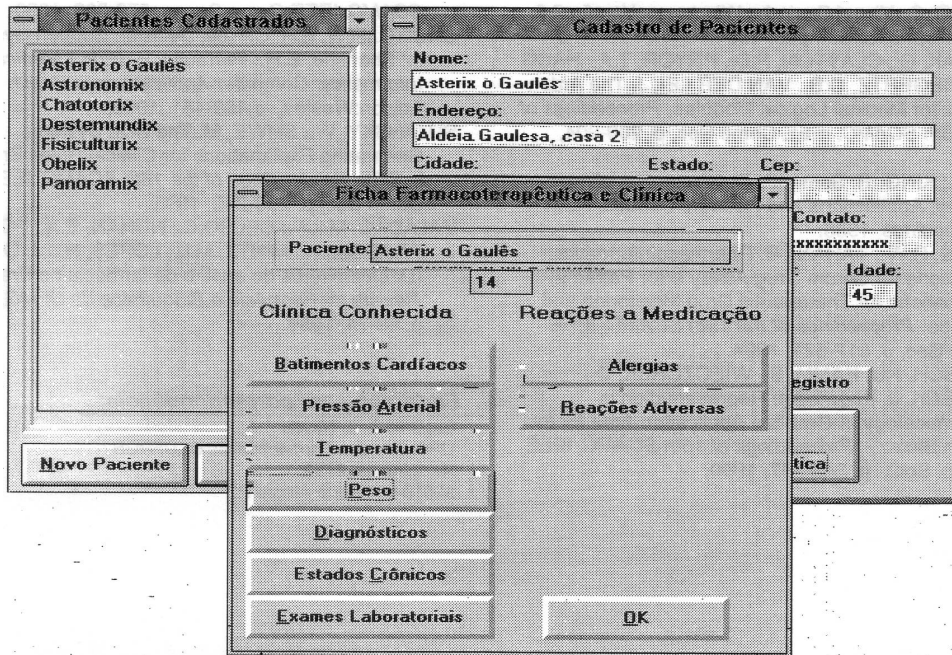 Pacientes Cadastrados
Asterix o Gaulês
Astronomix
Chatotorix
Destemundix
Fisiculturix
Obelix
Panoramix
Novo Paciente
Cadastro de Pacientes
Nome:
Asterix o Gaulês
Endereço:
Aldeia Gaulesa, casa 2
Cidade: Estado: Cep:
Contato:
xxxxxxxxxx
Idade:
45
egistro
tica
Ficha Farmacoterapêutica e Clínica
Paciente: Asterix o Gaulês
14
Clínica Conhecida
Batimentos Cardíacos
Pressão Arterial
Temperatura
Peso
Diagnósticos
Estados Crônicos
Exames Laboratoriais
Reações a Medicação
Alergias
Reações Adversas
OK